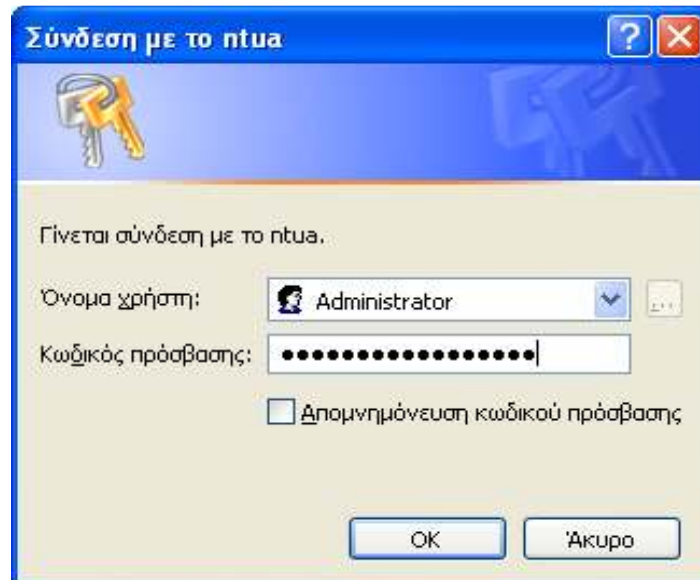 Σύνδεση με το ntua
Γίνεται σύνδεση με το ntua.
Όνομα χρήστη: Administrator ...
Κωδικός πρόσβασης: ●●●●●●●●●●●●●●●●●
Απομνημόνευση κωδικού πρόσβασης
OK Άκυρο